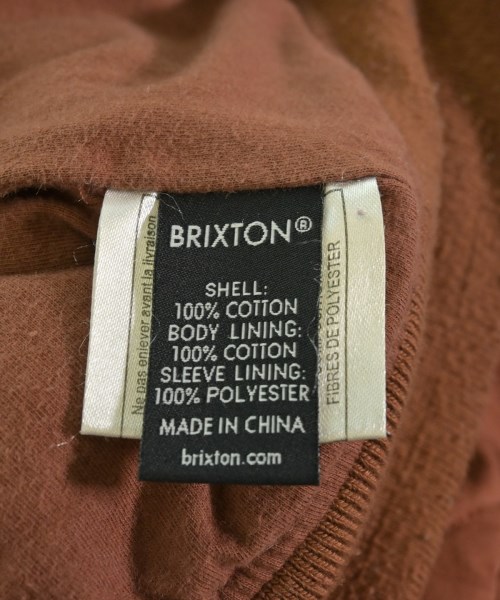 BRIXTON®
SHELL:
100% COTTON
BODY LINING:
100% COTTON
SLEEVE LINING:
100% POLYESTER
MADE IN CHINA
brixton.com
Ne pas enlever avant la livraison
FIBRES DE POLYESTER